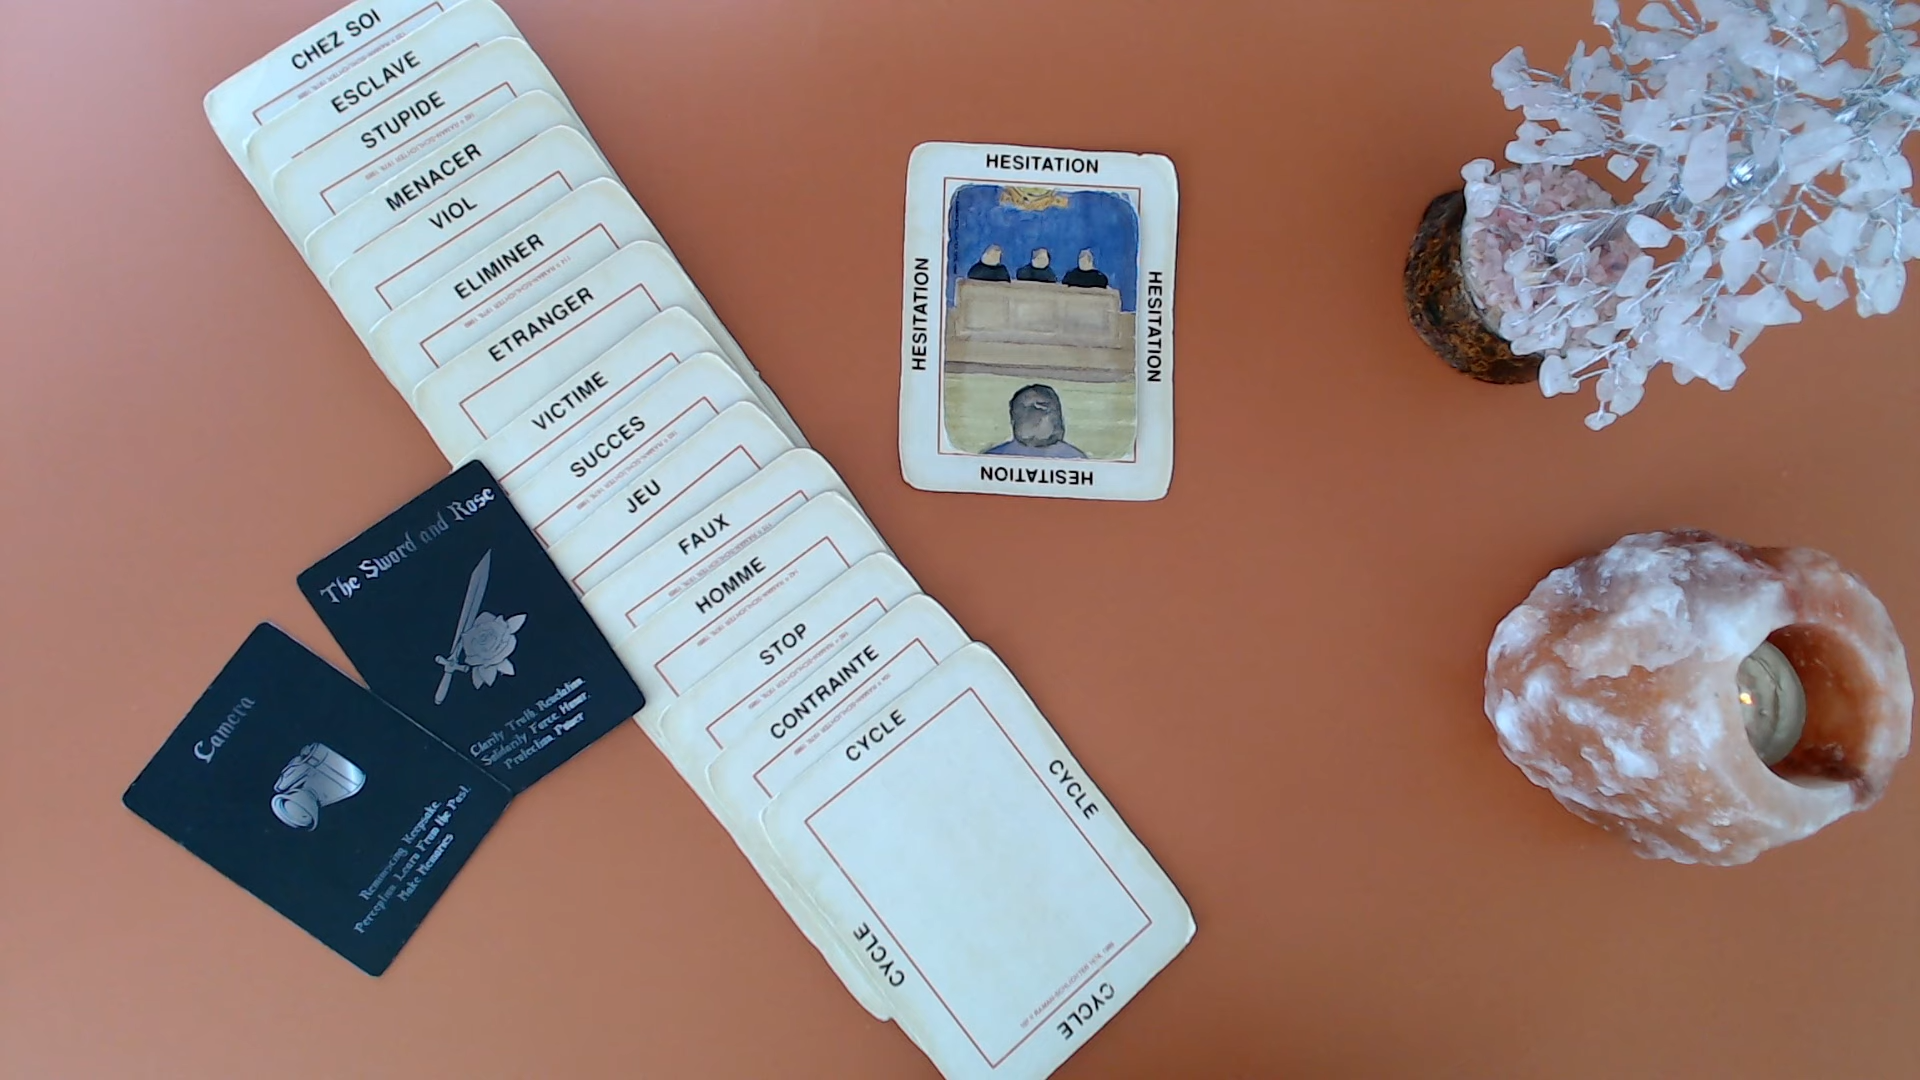 CHEZ SOI
ESCLAVE
STUPIDE
MENACER
VIOL
ELIMINER
ETRANGER
VICTIME
SUCCES
JEU
FAUX
HOMME
STOP
CONTRAINTE
CYCLE
CYCLE
CYCLE
CYCLE
The Sword and Rose
Clarity Truth Resolution
Solidarity Force Honor
Protection Power
Camera
Reminiscing Keepsake
Perception Learn From the Past
Make Memories
HESITATION
HESITATION
HESITATION
HESITATION